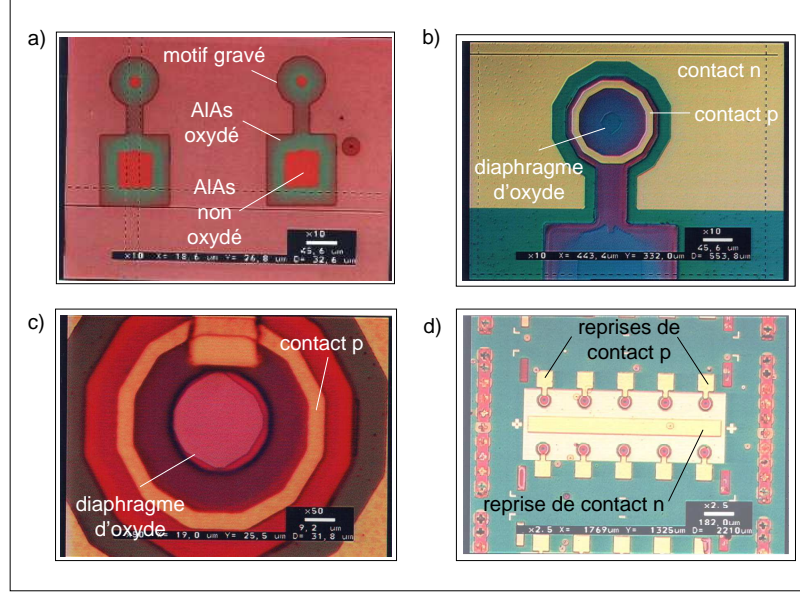 a)
motif gravé
AlAs
oxydé
AlAs
non
oxydé
×10
45,6 um
×10 X= 18,6 um Y= 26,8 um D= 32,6 um
b)
contact n
contact p
diaphragme
d'oxyde
×10
45,6 um
×10 X= 443,4um Y= 332,0um D= 553,8um
c)
contact p
diaphragme
d'oxyde
×50
9,2 um
X= 19,0 um Y= 25,5 um D= 31,8 um
d)
reprises de
contact p
reprise de contact n
×2.5
182,0um
×2.5 X= 1769um Y= 1325um D= 2210um